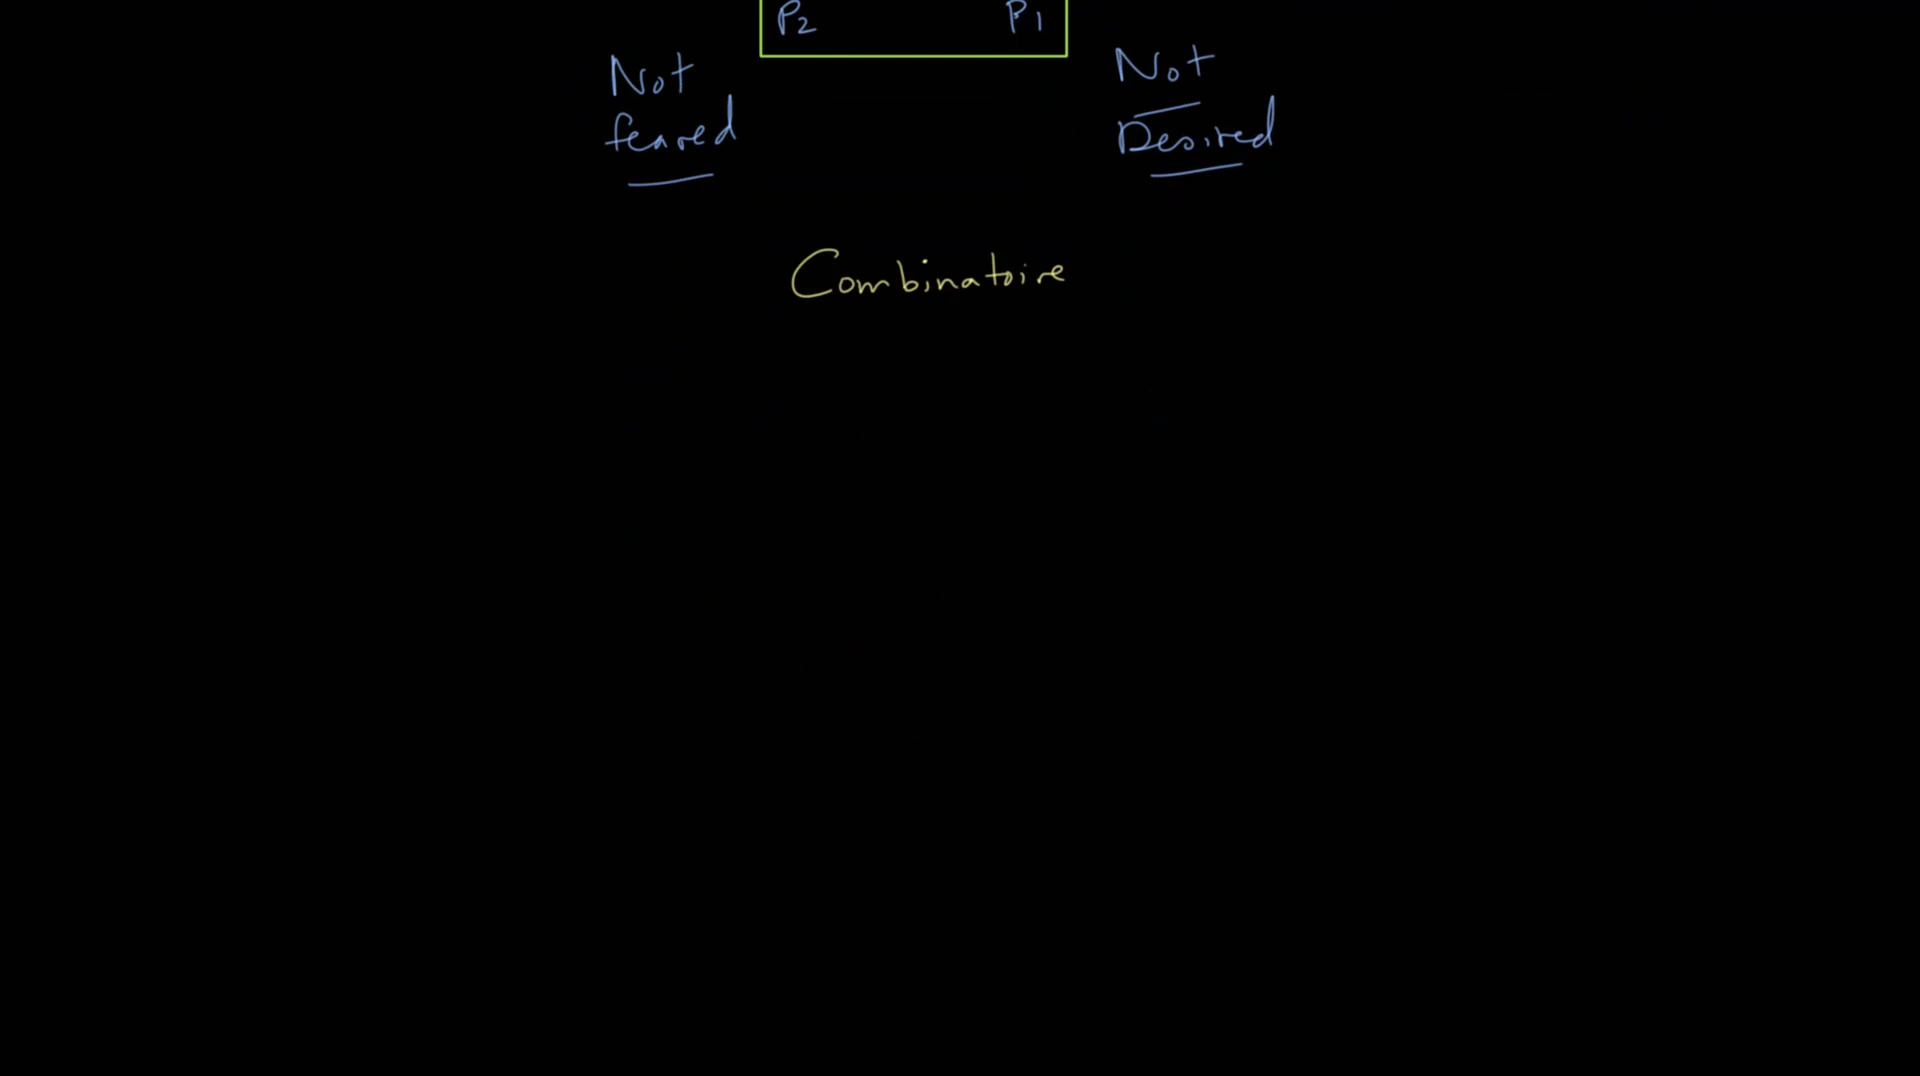 P2 P1
Not
feared
Not
Desired
Combinatoire